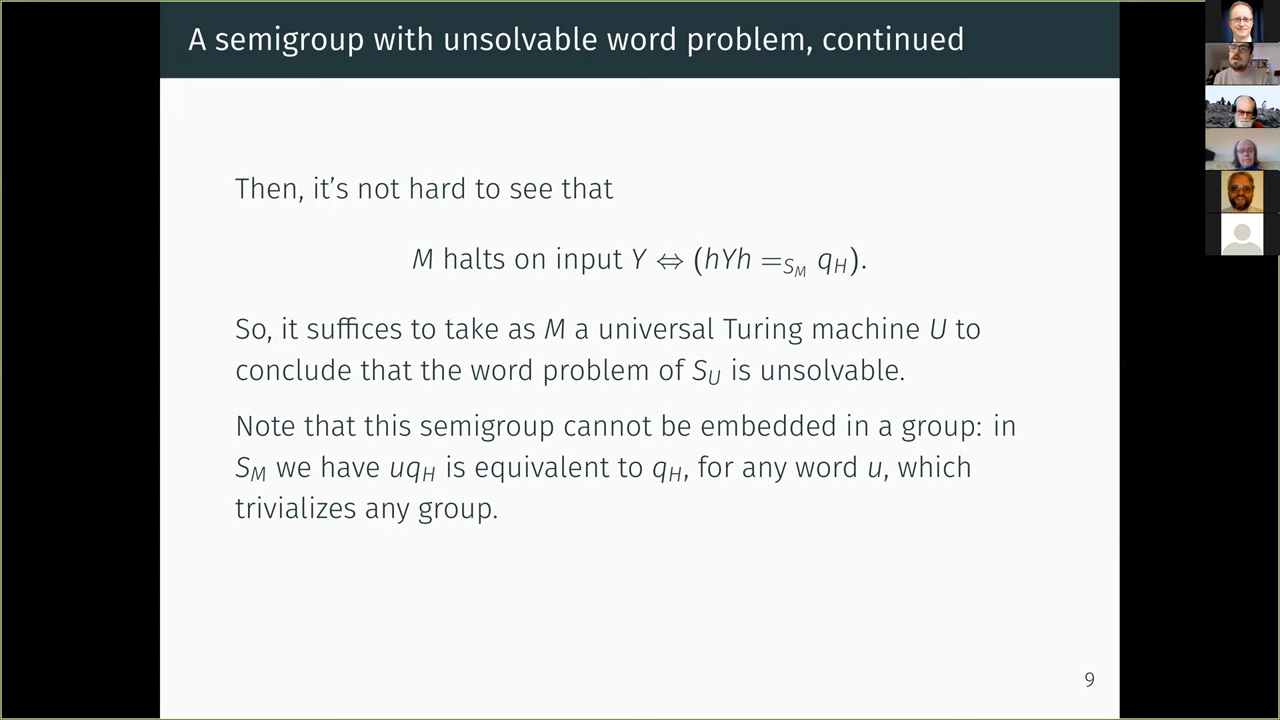 A semigroup with unsolvable word problem, continued
Then, it's not hard to see that
M halts on input Y ⇔ (hYh =_{S_M} q_H).
So, it suffices to take as M a universal Turing machine U to
conclude that the word problem of S_U is unsolvable.
Note that this semigroup cannot be embedded in a group: in
S_M we have uq_H is equivalent to q_H, for any word u, which
trivializes any group.
9